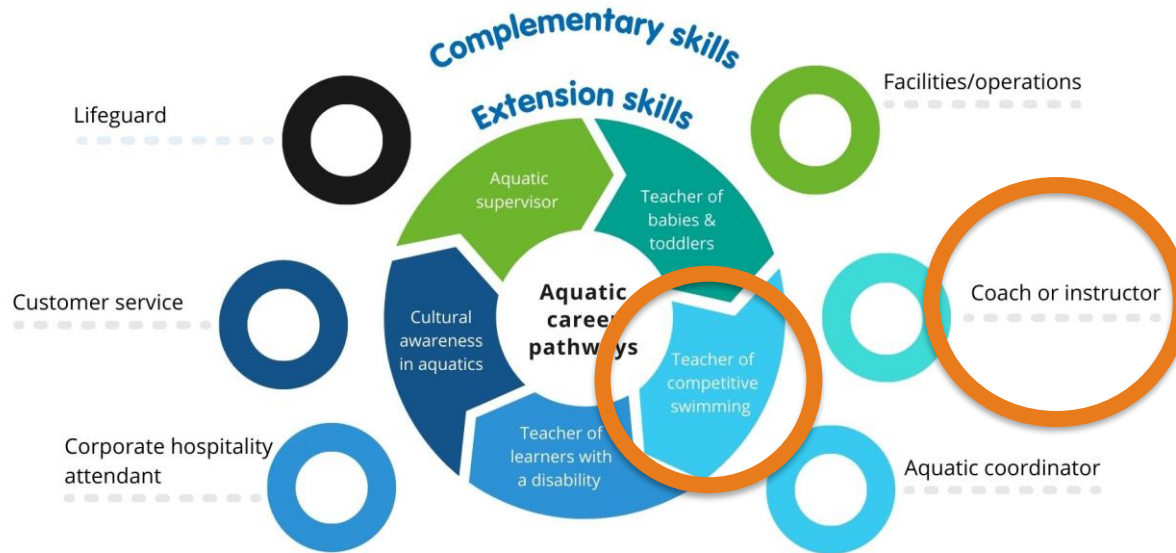 Complementary skills
Extension skills
Lifeguard
Facilities/operations
Aquatic
supervisor
Teacher of
babies &
toddlers
Customer service
Cultural
awareness
in aquatics
Aquatic
career
pathways
Teacher of
competitive
swimming
Coach or instructor
Corporate hospitality
attendant
Teacher of
learners with
a disability
Aquatic coordinator